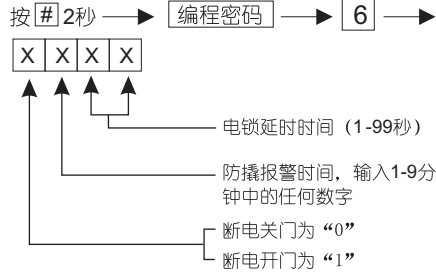 按 # 2秒 编程密码 6
X X X X
电锁延时时间（1-99秒）
防撬报警时间，输入1-9分
钟中的任何数字
断电关门为“0”
断电开门为“1”